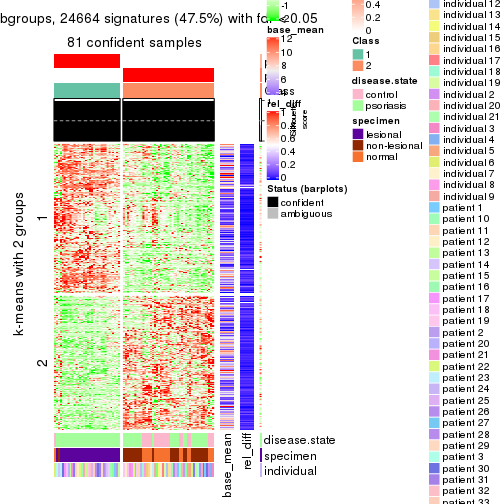 bgroups, 24664 signatures (47.5%) with fdr < 0.05
81 confident samples
k-means with 2 groups
1
2
p
p
Class
Silhouette
score
base_mean
rel_diff
disease.state
specimen
individual
-1
-2
base_mean
12
10
8
6
4
rel_diff
1
0.8
0.6
0.4
0.2
0
Status (barplots)
confident
ambiguous
0.4
0.2
0
Class
1
2
disease.state
control
psoriasis
specimen
lesional
non-lesional
normal
individual 12
individual 13
individual 14
individual 15
individual 16
individual 17
individual 18
individual 19
individual 2
individual 20
individual 21
individual 3
individual 4
individual 5
individual 6
individual 7
individual 8
individual 9
patient 1
patient 10
patient 11
patient 12
patient 13
patient 14
patient 15
patient 16
patient 17
patient 18
patient 19
patient 2
patient 20
patient 21
patient 22
patient 23
patient 24
patient 25
patient 26
patient 27
patient 28
patient 29
patient 3
patient 30
patient 31
patient 32
patient 33